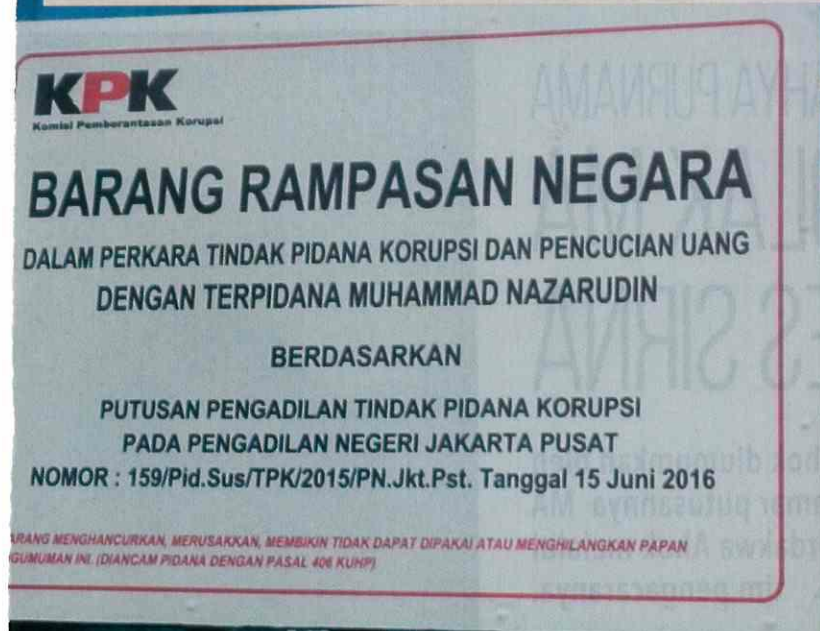 KPK
Komisi Pemberantasan Korupsi
BARANG RAMPASAN NEGARA
DALAM PERKARA TINDAK PIDANA KORUPSI DAN PENCUCIAN UANG
DENGAN TERPIDANA MUHAMMAD NAZARUDIN
BERDASARKAN
PUTUSAN PENGADILAN TINDAK PIDANA KORUPSI
PADA PENGADILAN NEGERI JAKARTA PUSAT
NOMOR : 159/Pid.Sus/TPK/2015/PN.Jkt.Pst. Tanggal 15 Juni 2016
ARANG MENGHANCURKAN, MERUSAKKAN, MEMBIKIN TIDAK DAPAT DIPAKAI ATAU MENGHILANGKAN PAPAN
GUMUMAN INI. (DIANCAM PIDANA DENGAN PASAL 406 KUHP)